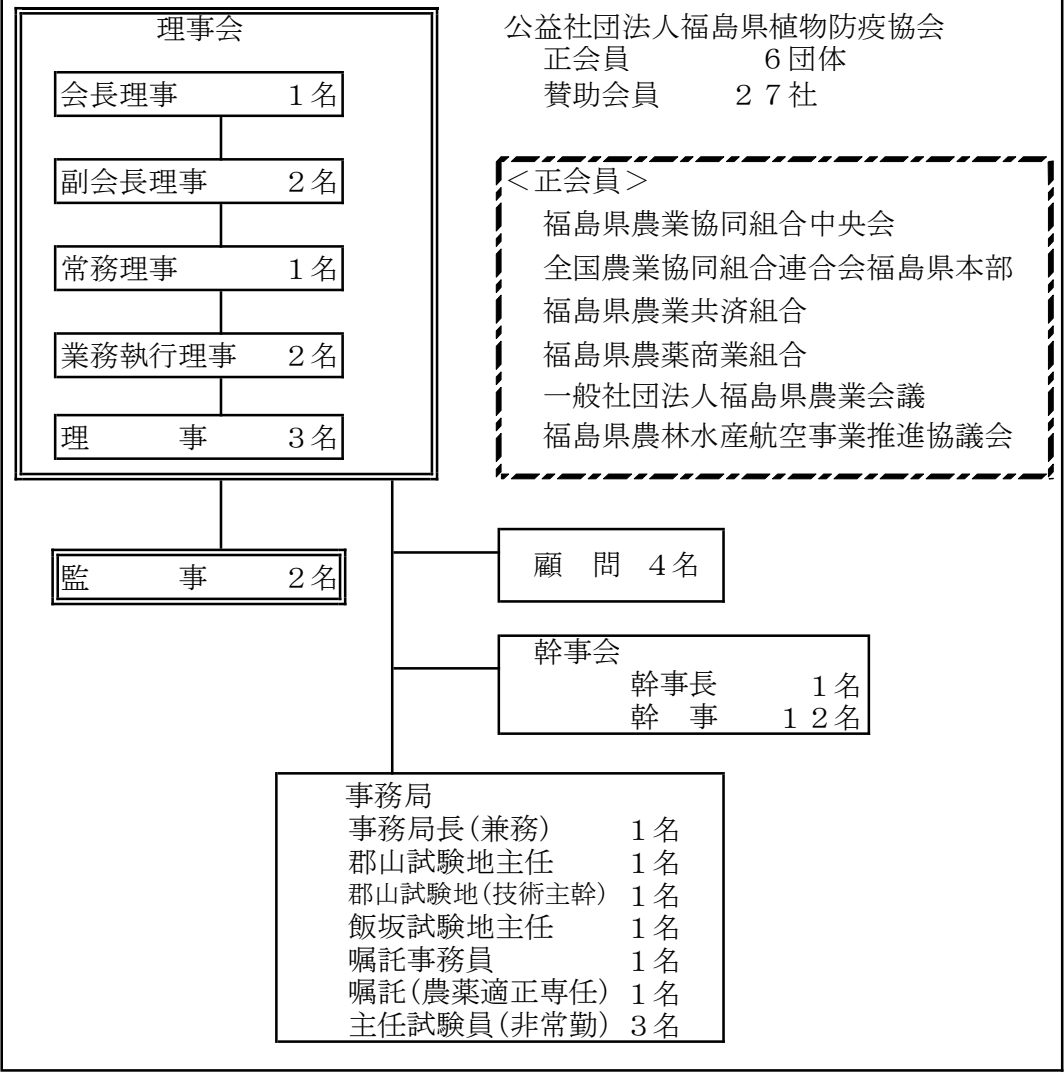 理事会
会長理事　　　１名
副会長理事　　２名
常務理事　　　１名
業務執行理事　２名
理　　　事　　３名
公益社団法人福島県植物防疫協会
正会員　　　　６団体
賛助会員　　２７社
＜正会員＞
福島県農業協同組合中央会
全国農業協同組合連合会福島県本部
福島県農業共済組合
福島県農薬商業組合
一般社団法人福島県農業会議
福島県農林水産航空事業推進協議会
監　　　事　　２名
顧　問　４名
幹事会
幹事長　　　１名
幹　事　　１２名
事務局
事務局長(兼務)　　　１名
郡山試験地主任　　　１名
郡山試験地(技術主幹)　１名
飯坂試験地主任　　　１名
嘱託事務員　　　　　１名
嘱託(農薬適正専任)　１名
主任試験員(非常勤)　３名